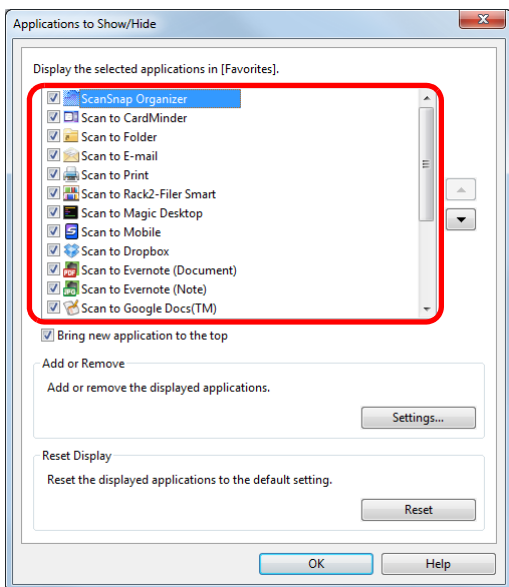 Applications to Show/Hide
Display the selected applications in [Favorites].
ScanSnap Organizer
Scan to CardMinder
Scan to Folder
Scan to E-mail
Scan to Print
Scan to Rack2-Filer Smart
Scan to Magic Desktop
Scan to Mobile
Scan to Dropbox
Scan to Evernote (Document)
Scan to Evernote (Note)
Scan to Google Docs(TM)
Bring new application to the top
Add or Remove
Add or remove the displayed applications.
Settings...
Reset Display
Reset the displayed applications to the default setting.
Reset
OK Help